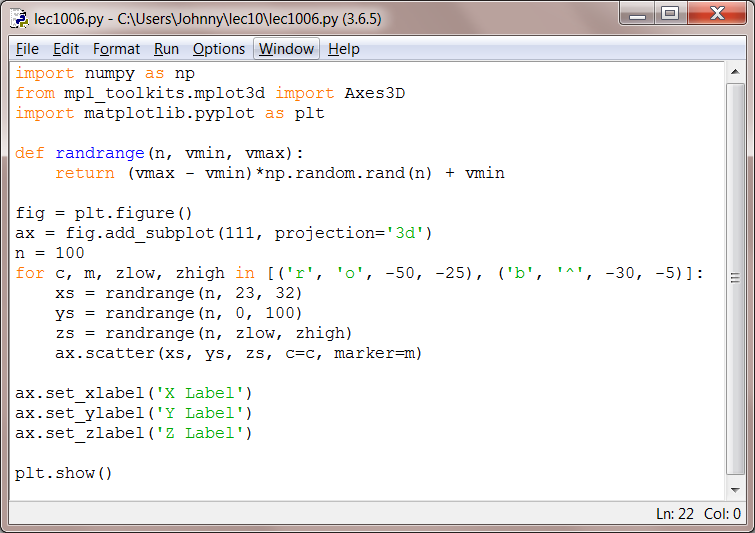 lec1006.py - C:\Users\Johnny\lec10\lec1006.py (3.6.5)
File Edit Format Run Options Window Help
import numpy as np
from mpl_toolkits.mplot3d import Axes3D
import matplotlib.pyplot as plt

def randrange(n, vmin, vmax):
    return (vmax - vmin)*np.random.rand(n) + vmin

fig = plt.figure()
ax = fig.add_subplot(111, projection='3d')
n = 100
for c, m, zlow, zhigh in [('r', 'o', -50, -25), ('b', '^', -30, -5)]:
    xs = randrange(n, 23, 32)
    ys = randrange(n, 0, 100)
    zs = randrange(n, zlow, zhigh)
    ax.scatter(xs, ys, zs, c=c, marker=m)

ax.set_xlabel('X Label')
ax.set_ylabel('Y Label')
ax.set_zlabel('Z Label')

plt.show()
Ln: 22 Col: 0